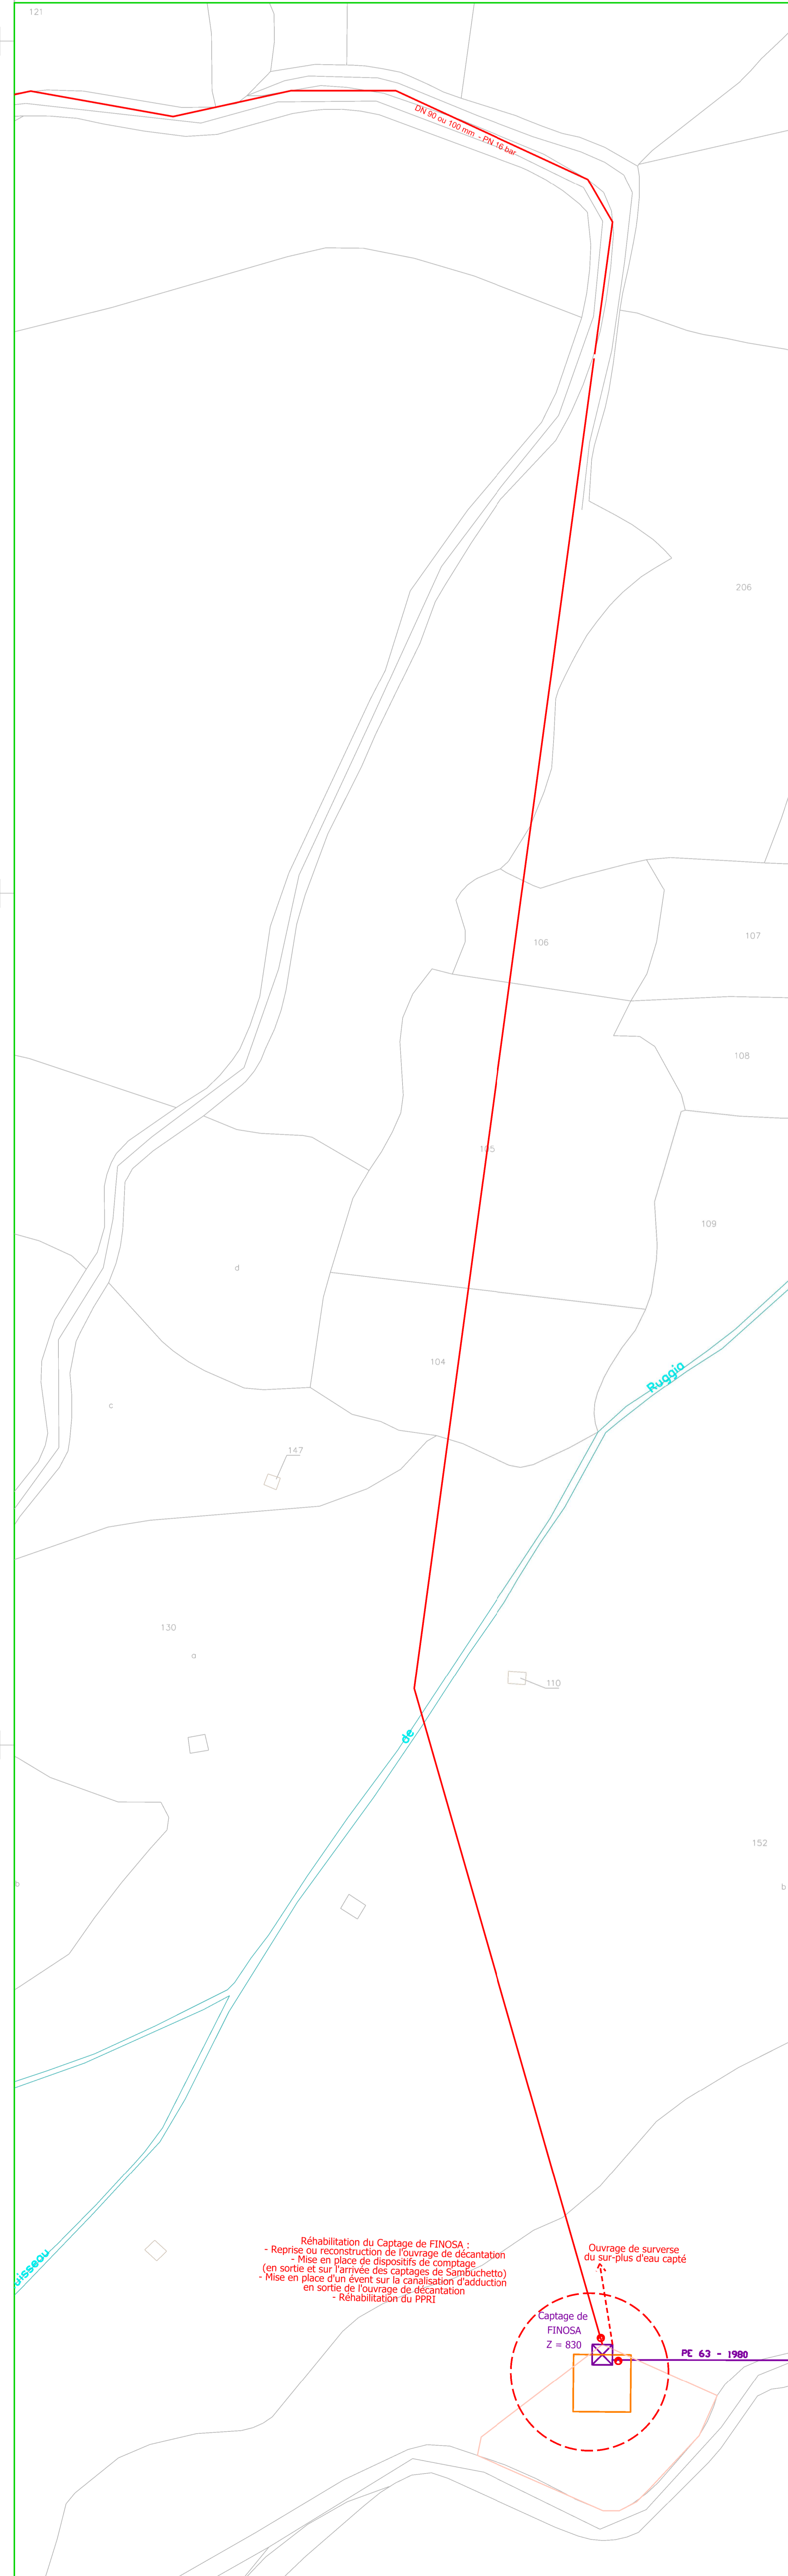 121
DN 90 ou 100 mm - PN 16 bar
206
106
107
108
105
109
d
104
Ruggia
c
147
130
a
110
de
152
b
b
uisseau
Réhabilitation du Captage de FINOSA :
- Reprise ou reconstruction de l'ouvrage de décantation
- Mise en place de dispositifs de comptage
(en sortie et sur l'arrivée des captages de Sambuchetto)
- Mise en place d'un évent sur la canalisation d'adduction
en sortie de l'ouvrage de décantation
- Réhabilitation du PPRI
Ouvrage de surverse
du sur-plus d'eau capté
Captage de
FINOSA
Z = 830
PE 63 - 1980